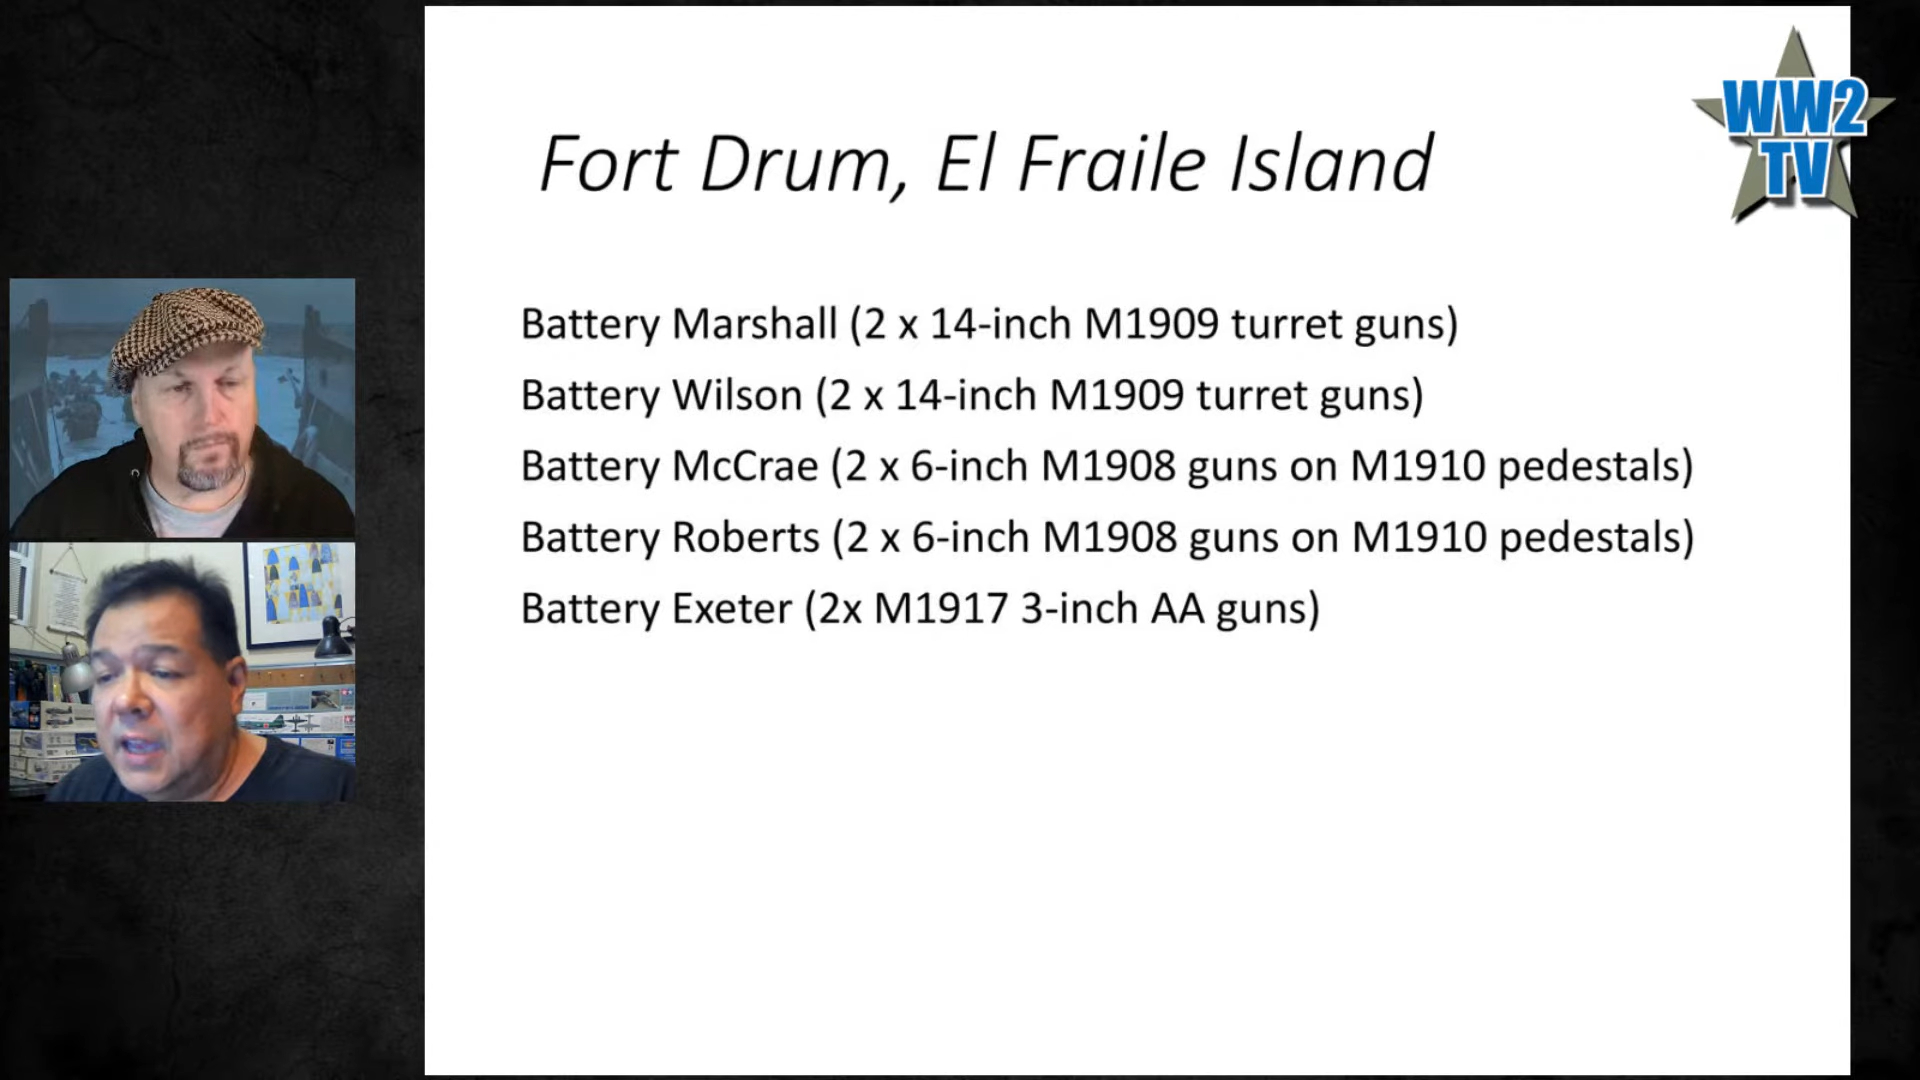 Fort Drum, El Fraile Island
WW2
TV
Battery Marshall (2 x 14-inch M1909 turret guns)
Battery Wilson (2 x 14-inch M1909 turret guns)
Battery McCrae (2 x 6-inch M1908 guns on M1910 pedestals)
Battery Roberts (2 x 6-inch M1908 guns on M1910 pedestals)
Battery Exeter (2x M1917 3-inch AA guns)